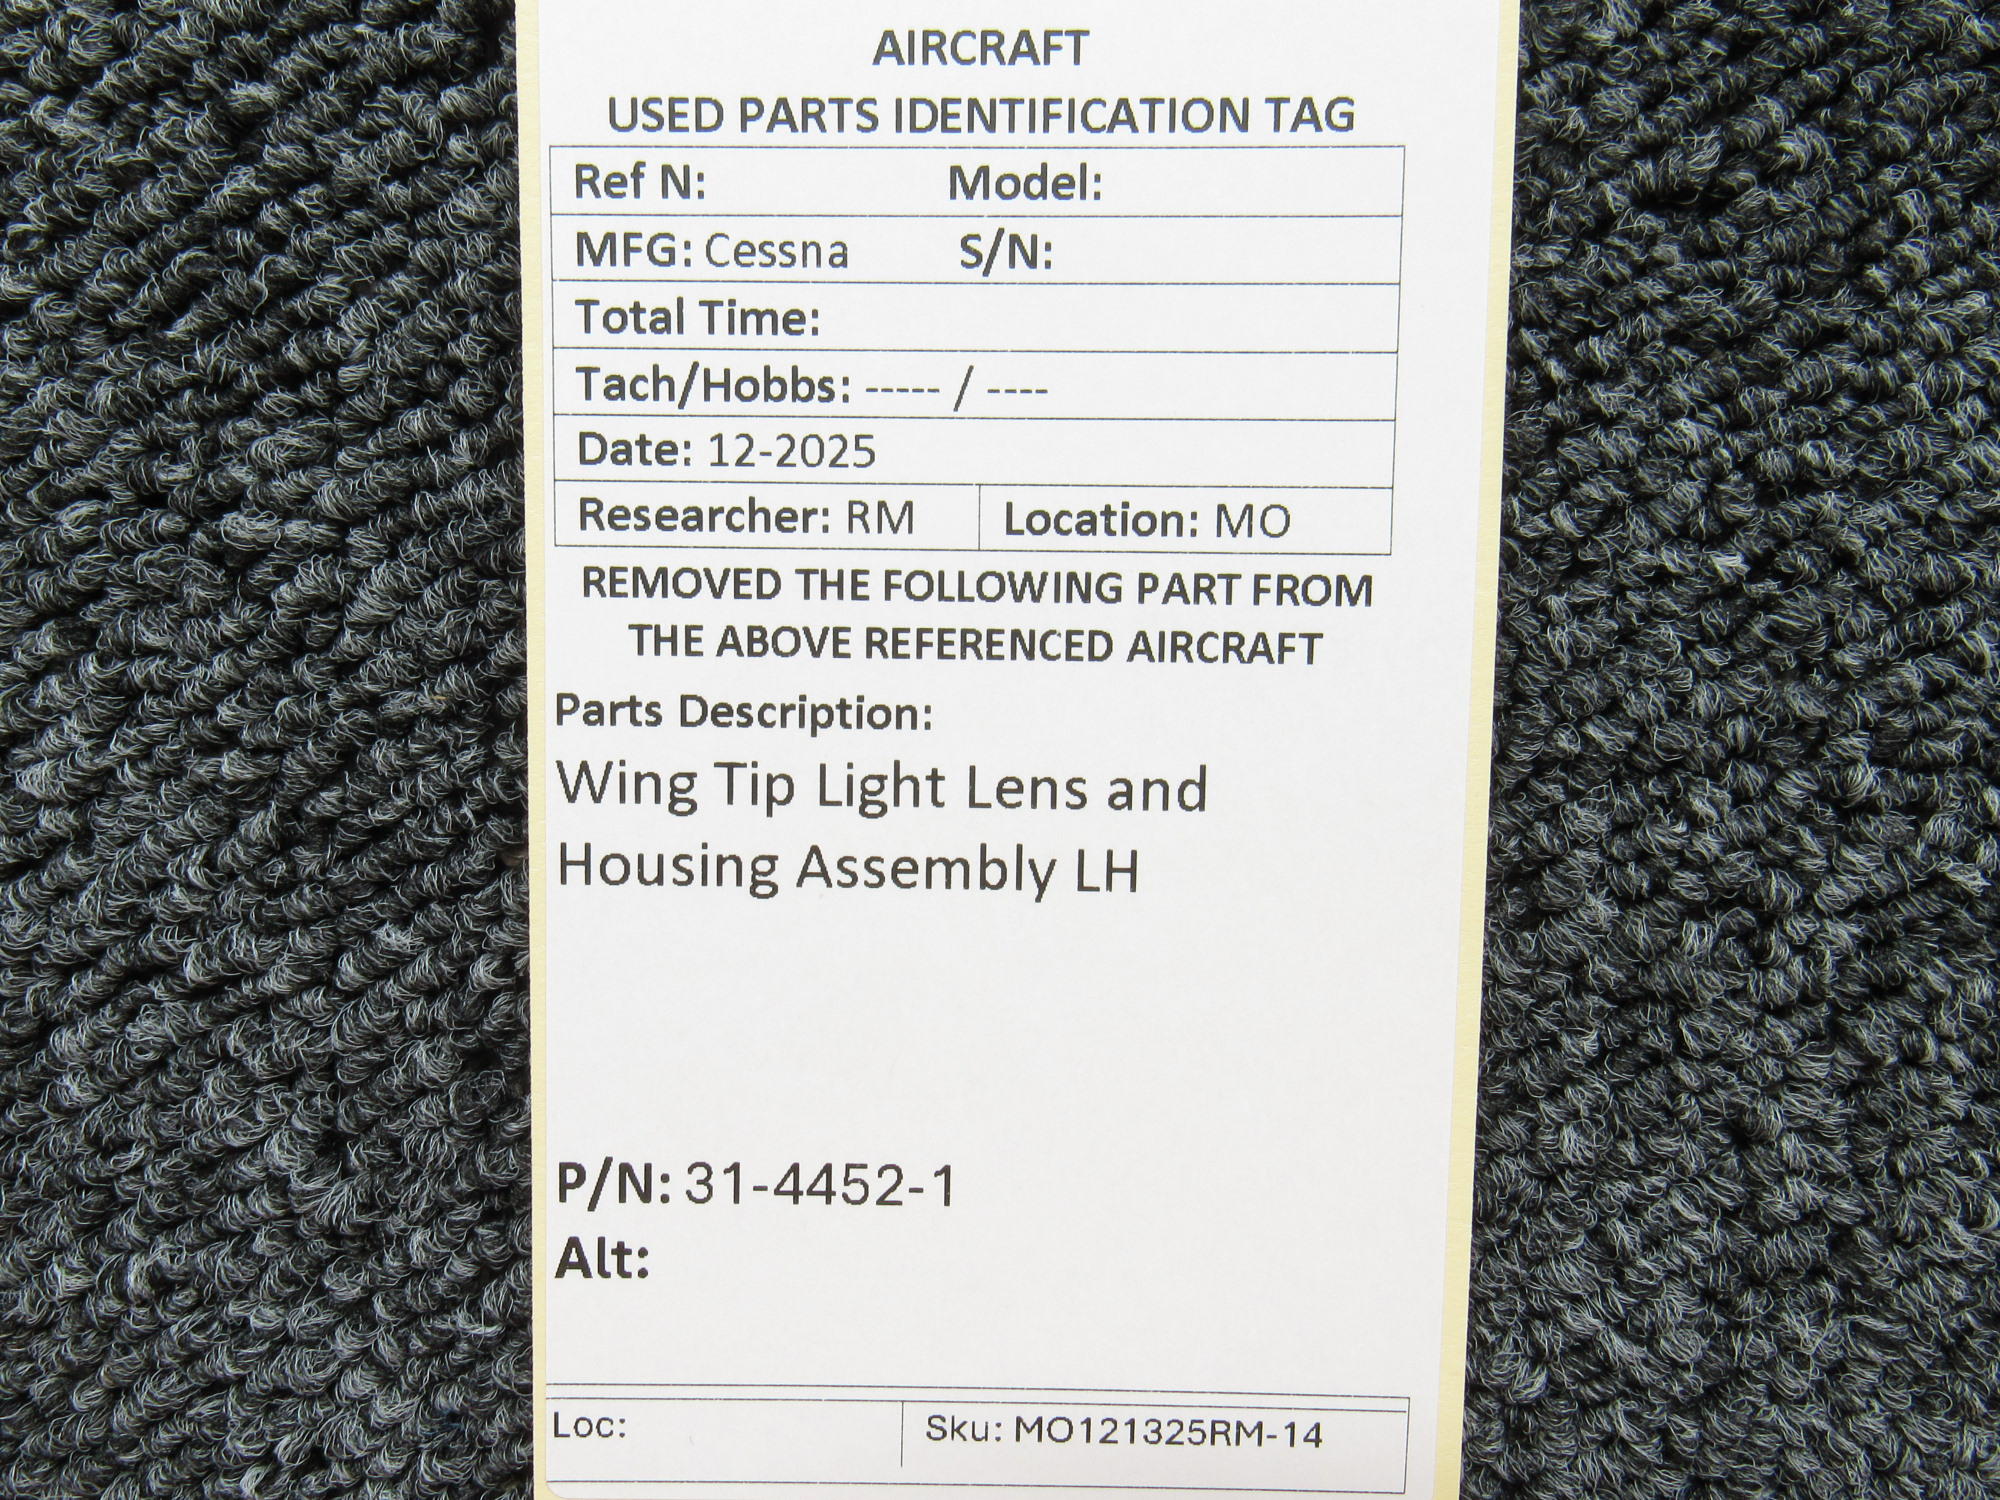 AIRCRAFT
USED PARTS IDENTIFICATION TAG
Ref N: Model:
MFG: Cessna S/N:
Total Time:
Tach/Hobbs: ----- / ----
Date: 12-2025
Researcher: RM Location: MO
REMOVED THE FOLLOWING PART FROM
THE ABOVE REFERENCED AIRCRAFT
Parts Description:
Wing Tip Light Lens and
Housing Assembly LH
P/N: 31-4452-1
Alt:
Loc: Sku: MO121325RM-14